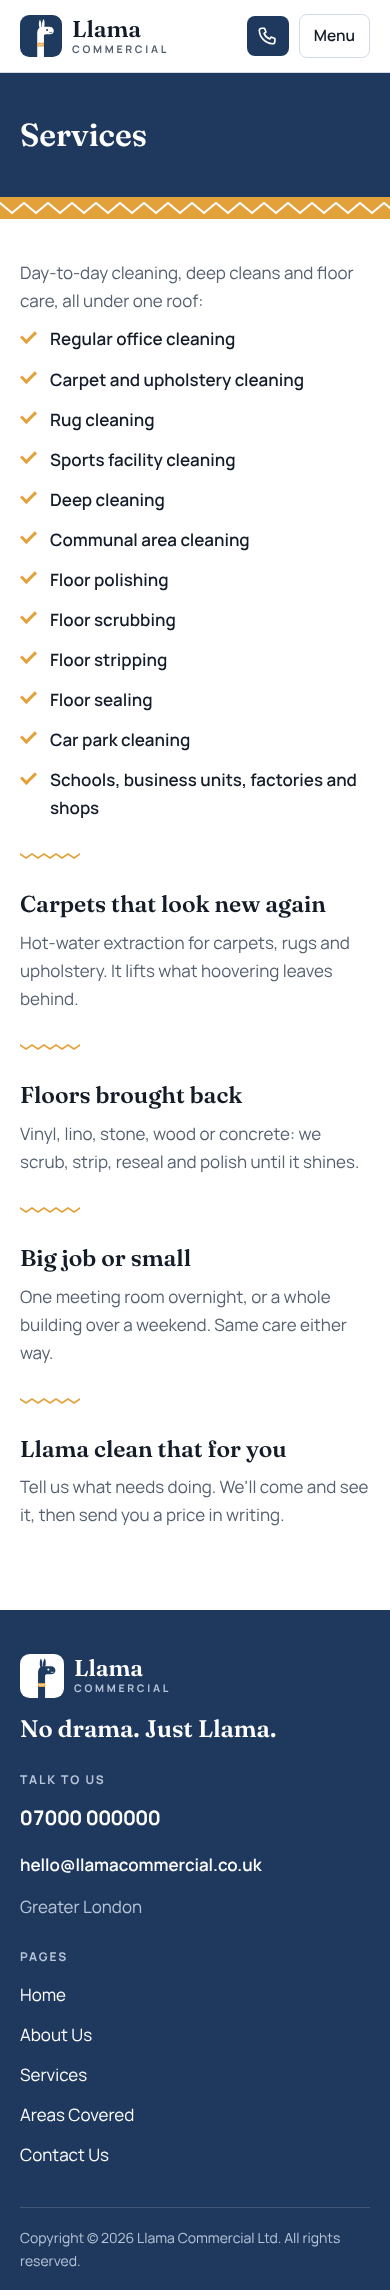 Llama
COMMERCIAL
Menu
Services
Day-to-day cleaning, deep cleans and floor
care, all under one roof:
Regular office cleaning
Carpet and upholstery cleaning
Rug cleaning
Sports facility cleaning
Deep cleaning
Communal area cleaning
Floor polishing
Floor scrubbing
Floor stripping
Floor sealing
Car park cleaning
Schools, business units, factories and
shops
Carpets that look new again
Hot-water extraction for carpets, rugs and
upholstery. It lifts what hoovering leaves
behind.
Floors brought back
Vinyl, lino, stone, wood or concrete: we
scrub, strip, reseal and polish until it shines.
Big job or small
One meeting room overnight, or a whole
building over a weekend. Same care either
way.
Llama clean that for you
Tell us what needs doing. We'll come and see
it, then send you a price in writing.
Llama
COMMERCIAL
No drama. Just Llama.
TALK TO US
07000 000000
hello@llamacommercial.co.uk
Greater London
PAGES
Home
About Us
Services
Areas Covered
Contact Us
Copyright © 2026 Llama Commercial Ltd. All rights
reserved.